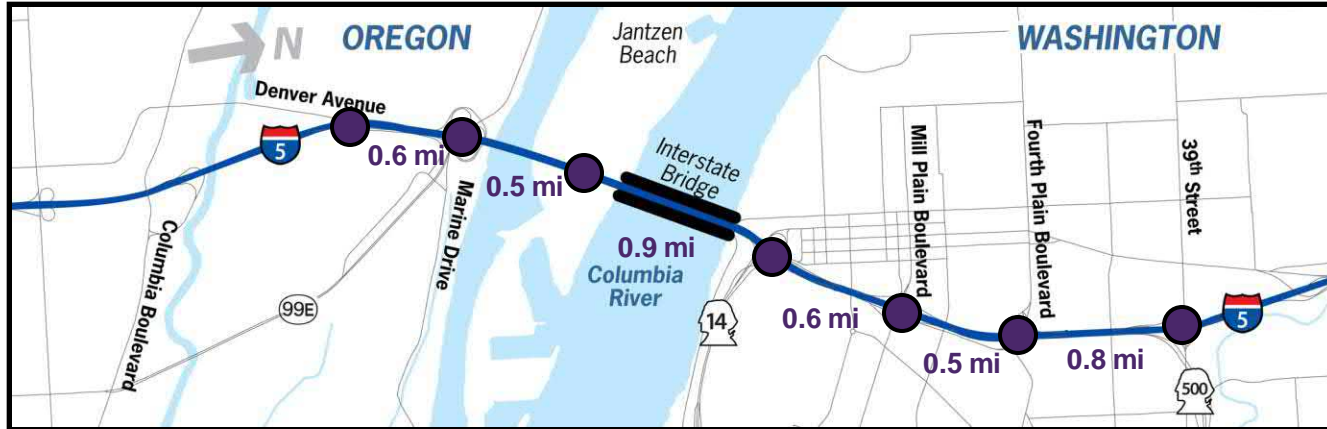 OREGON
N
Jantzen
Beach
WASHINGTON
Denver Avenue
5
0.6 mi
0.5 mi
Interstate
Bridge
0.9 mi
Columbia
River
Marine Drive
Columbia Boulevard
99E
14
0.6 mi
Mill Plain Boulevard
0.5 mi
Fourth Plain Boulevard
0.8 mi
39th Street
5
500